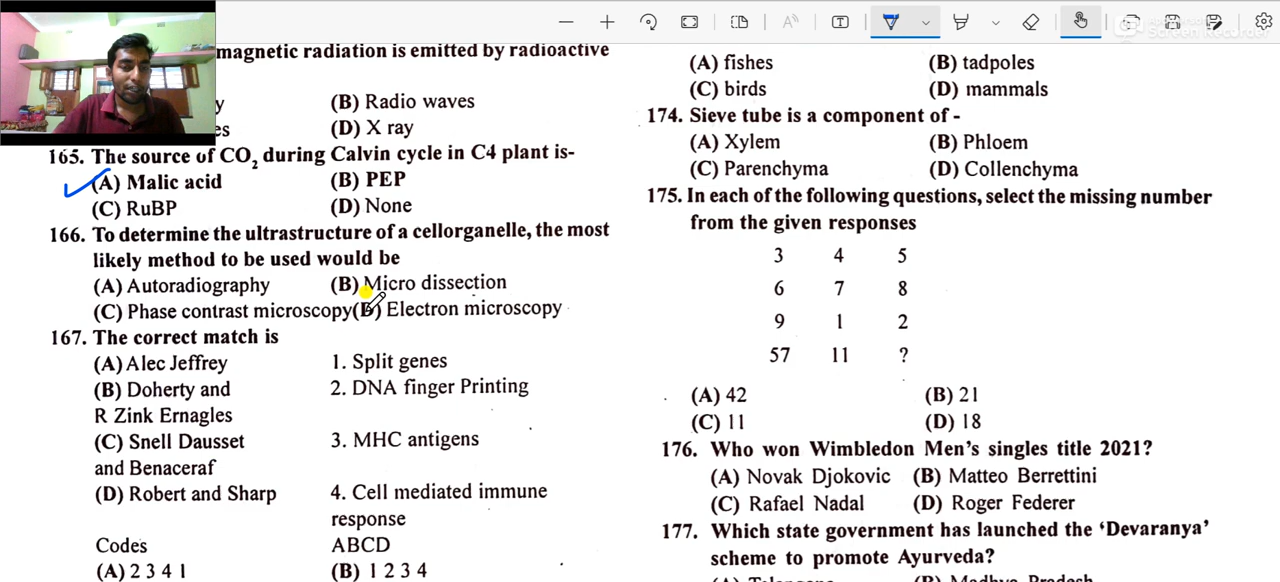 magnetic radiation is emitted by radioactive
y (B) Radio waves
es (D) X ray
165. The source of CO2 during Calvin cycle in C4 plant is-
(A) Malic acid (B) PEP
(C) RuBP (D) None
166. To determine the ultrastructure of a cellorganelle, the most
likely method to be used would be
(A) Autoradiography (B) Micro dissection
(C) Phase contrast microscopy(D) Electron microscopy
167. The correct match is
(A) Alec Jeffrey 1. Split genes
(B) Doherty and 2. DNA finger Printing
R Zink Ernagles
(C) Snell Dausset 3. MHC antigens
and Benaceraf
(D) Robert and Sharp 4. Cell mediated immune
response
Codes ABCD
(A) 2 3 4 1 (B) 1 2 3 4
(A) fishes (B) tadpoles
(C) birds (D) mammals
174. Sieve tube is a component of -
(A) Xylem (B) Phloem
(C) Parenchyma (D) Collenchyma
175. In each of the following questions, select the missing number
from the given responses
3 4 5
6 7 8
9 1 2
57 11 ?
(A) 42 (B) 21
(C) 11 (D) 18
176. Who won Wimbledon Men's singles title 2021?
(A) Novak Djokovic (B) Matteo Berrettini
(C) Rafael Nadal (D) Roger Federer
177. Which state government has launched the 'Devaranya'
scheme to promote Ayurveda?
(B) Madhya Pradesh